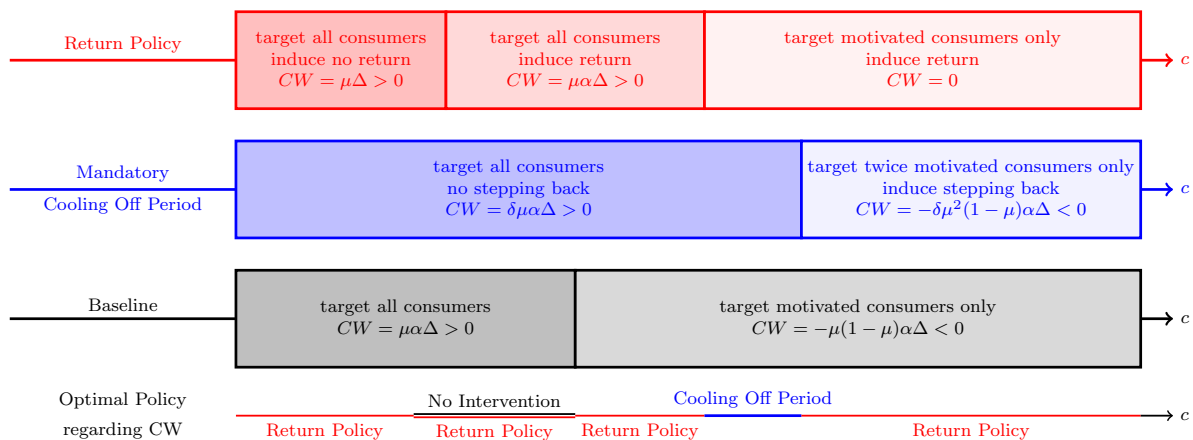 Return Policy
target all consumers
induce no return
CW = μΔ > 0
target all consumers
induce return
CW = μαΔ > 0
target motivated consumers only
induce return
CW = 0
c
Mandatory
Cooling Off Period
target all consumers
no stepping back
CW = δμαΔ > 0
target twice motivated consumers only
induce stepping back
CW = −δμ²(1 − μ)αΔ < 0
c
Baseline
target all consumers
CW = μαΔ > 0
target motivated consumers only
CW = −μ(1 − μ)αΔ < 0
c
Optimal Policy
regarding CW
No Intervention
Cooling Off Period
Return Policy
Return Policy
Return Policy
Return Policy
c